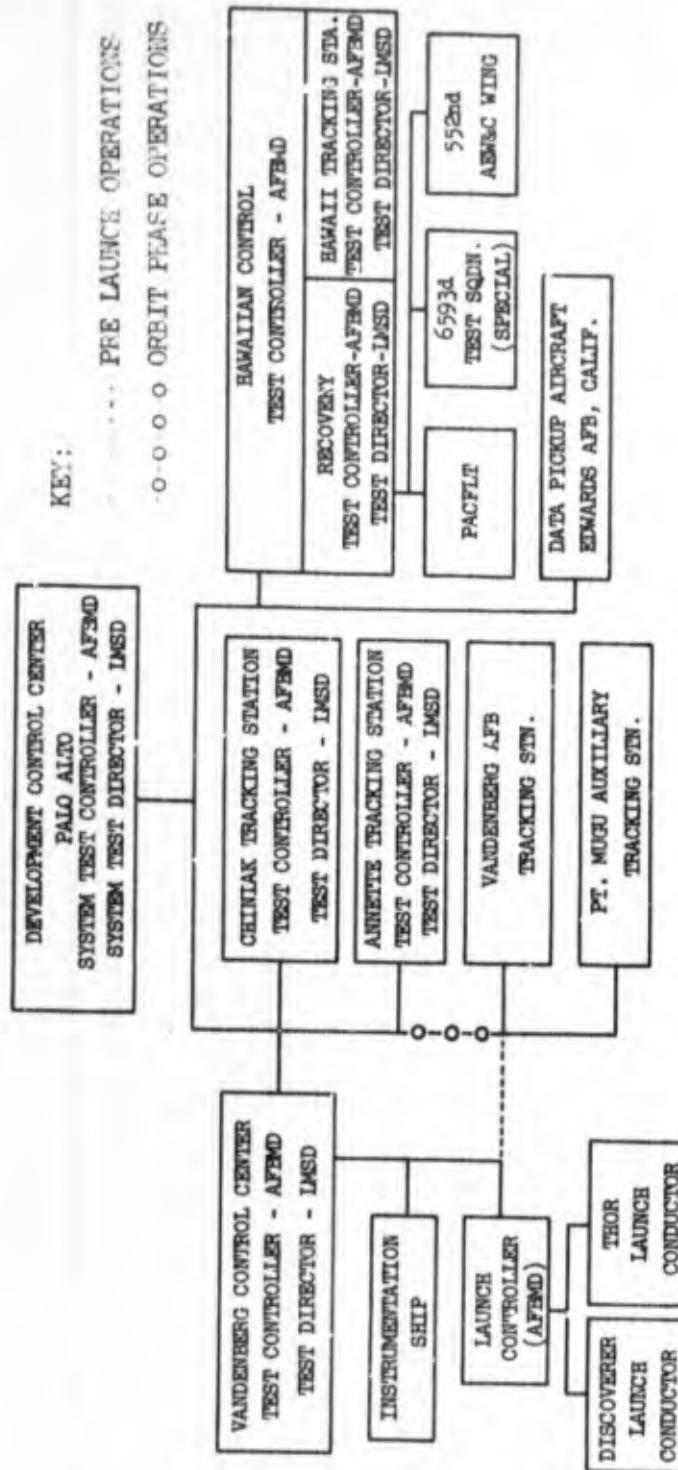 DEVELOPMENT CONTROL CENTER
PALO ALTO
SYSTEM TEST CONTROLLER - AFBMD
SYSTEM TEST DIRECTOR - LMSD
KEY:
PRE LAUNCH OPERATIONS
-o-o-o o ORBIT PHASE OPERATIONS
VANDENBERG CONTROL CENTER
TEST CONTROLLER - AFBMD
TEST DIRECTOR - LMSD
INSTRUMENTATION
SHIP
LAUNCH
CONTROLLER
(AFBMD)
DISCOVERER
LAUNCH
CONDUCTOR
THOR
LAUNCH
CONDUCTOR
CHINIAK TRACKING STATION
TEST CONTROLLER - AFBMD
TEST DIRECTOR - LMSD
ANNETTE TRACKING STATION
TEST CONTROLLER - AFBMD
TEST DIRECTOR - LMSD
VANDENBERG AFB
TRACKING STN.
PT. MUGU AUXILIARY
TRACKING STN.
HAWAIIAN CONTROL
TEST CONTROLLER - AFBMD
RECOVERY
TEST CONTROLLER-AFBMD
TEST DIRECTOR-LMSD
HAWAII TRACKING STA.
TEST CONTROLLER-AFBMD
TEST DIRECTOR-LMSD
PACFLT
6593d
TEST SQDN.
(SPECIAL)
552nd
AEW&C WING
DATA PICKUP AIRCRAFT
EDWARDS AFB, CALIF.